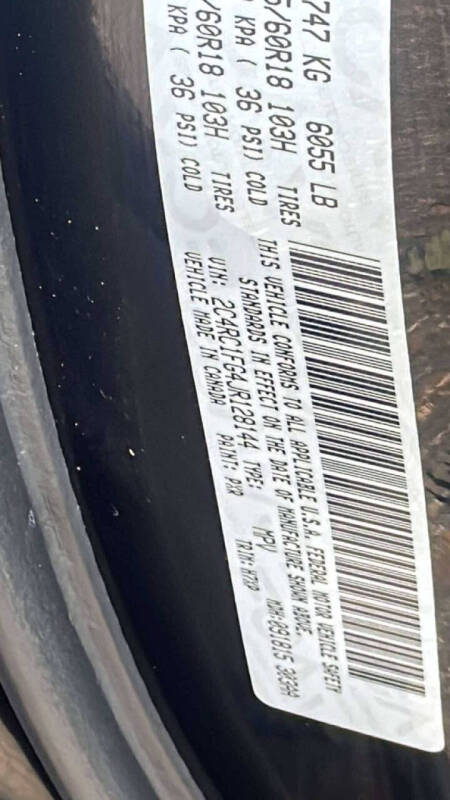 747 KG 6055 LB
5/60R18 103H TIRES
KPA ( 36 PSI) COLD
/60R18 103H TIRES
KPA ( 36 PSI) COLD
THIS VEHICLE CONFORMS TO ALL APPLICABLE U.S.A. FEDERAL MOTOR VEHICLE SAFETY
STANDARDS IN EFFECT ON THE DATE OF MANUFACTURE SHOWN ABOVE.
VIN: 2C4RC1FG4JR128144 TYPE: MPV
VEHICLE MADE IN CANADA PAINT: PXR TRIM:H7X9